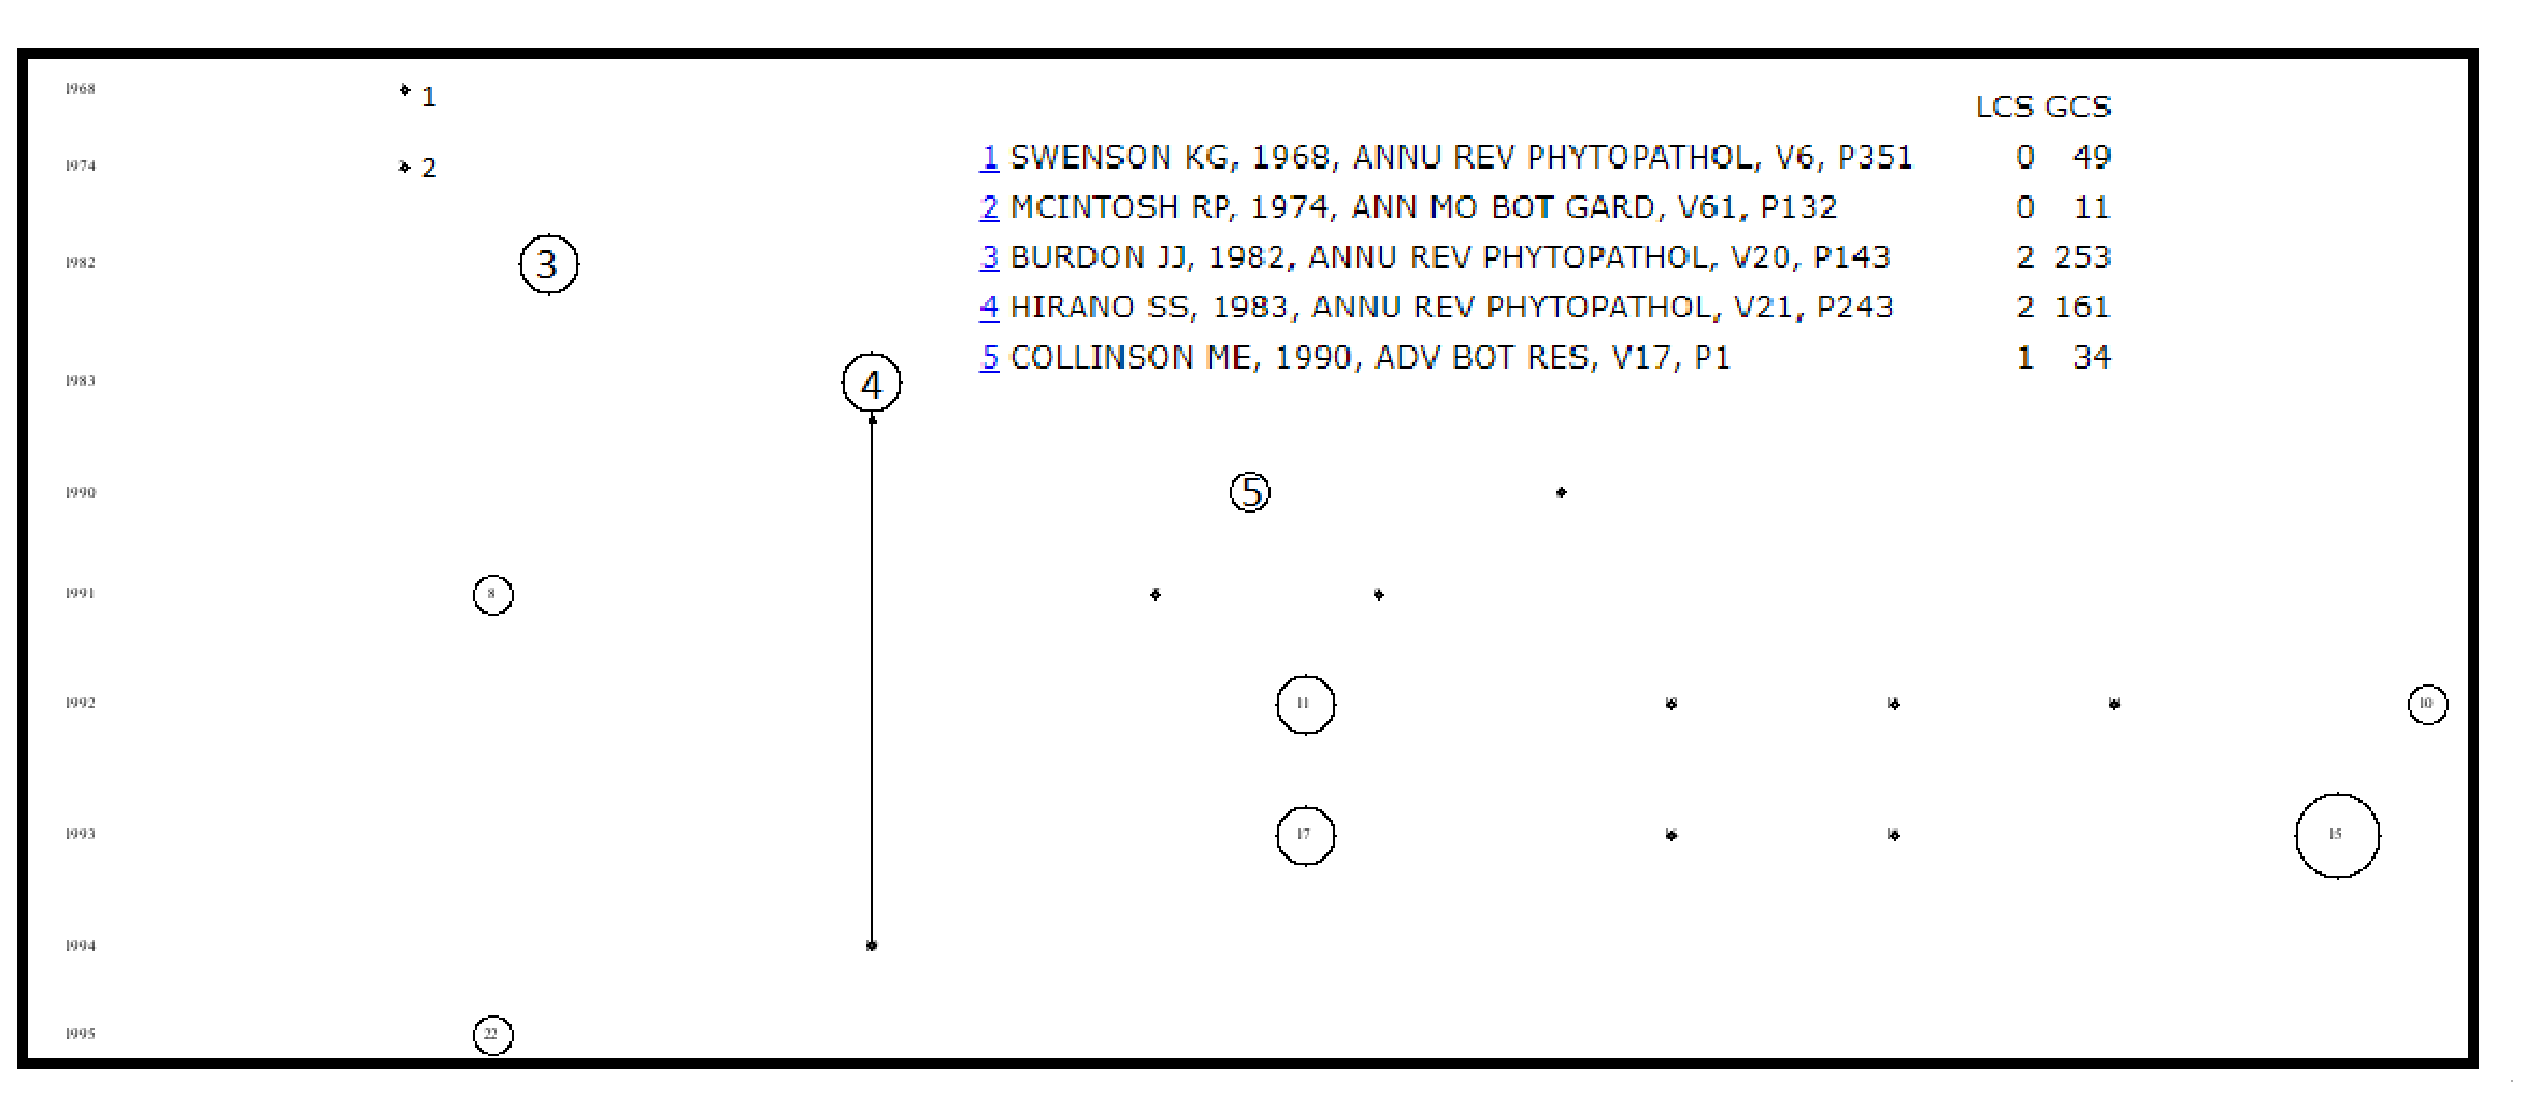 1968 1
LCS GCS
1 SWENSON KG, 1968, ANNU REV PHYTOPATHOL, V6, P351 0 49
1974 2
2 MCINTOSH RP, 1974, ANN MO BOT GARD, V61, P132 0 11
1982 3
3 BURDON JJ, 1982, ANNU REV PHYTOPATHOL, V20, P143 2 253
4 HIRANO SS, 1983, ANNU REV PHYTOPATHOL, V21, P243 2 161
5 COLLINSON ME, 1990, ADV BOT RES, V17, P1 1 34
1983 4
1990 5
1991 8
1992 11 10
1993 17 15
1994
1995 22